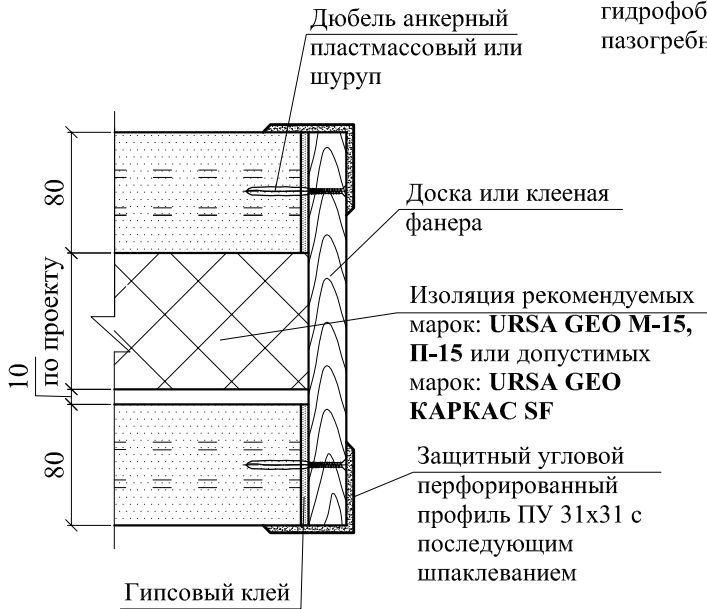 Дюбель анкерный
пластмассовый или
шуруп
80
по проекту
10
80
Доска или клееная
фанера
Изоляция рекомендуемых
марок: URSA GEO М-15,
П-15 или допустимых
марок: URSA GEO
КАРКАС SF
Защитный угловой
перфорированный
профиль ПУ 31х31 с
последующим
шпаклеванием
Гипсовый клей